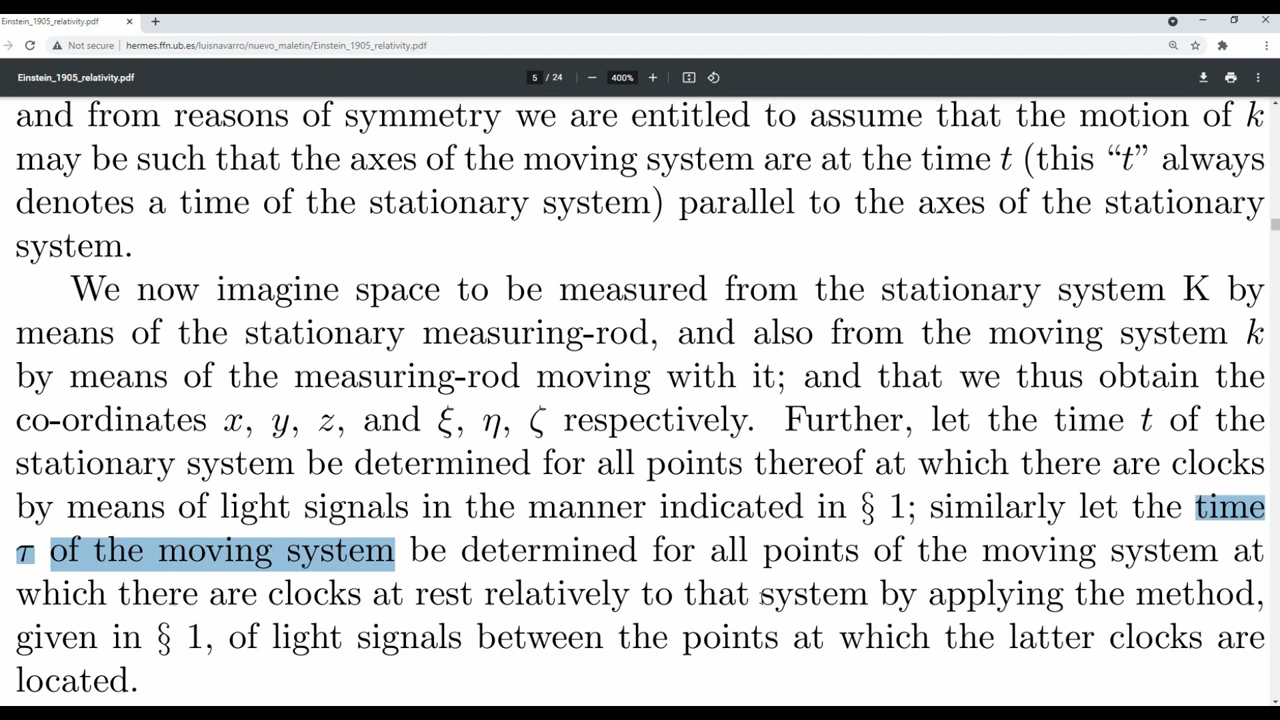 Einstein_1905_relativity.pdf
Not secure | hermes.ffn.ub.es/luisnavarro/nuevo_maletin/Einstein_1905_relativity.pdf
Einstein_1905_relativity.pdf 5 / 24 400%
and from reasons of symmetry we are entitled to assume that the motion of k
may be such that the axes of the moving system are at the time t (this “t” always
denotes a time of the stationary system) parallel to the axes of the stationary
system.
We now imagine space to be measured from the stationary system K by
means of the stationary measuring-rod, and also from the moving system k
by means of the measuring-rod moving with it; and that we thus obtain the
co-ordinates x, y, z, and ξ, η, ζ respectively. Further, let the time t of the
stationary system be determined for all points thereof at which there are clocks
by means of light signals in the manner indicated in § 1; similarly let the time
τ of the moving system be determined for all points of the moving system at
which there are clocks at rest relatively to that system by applying the method,
given in § 1, of light signals between the points at which the latter clocks are
located.